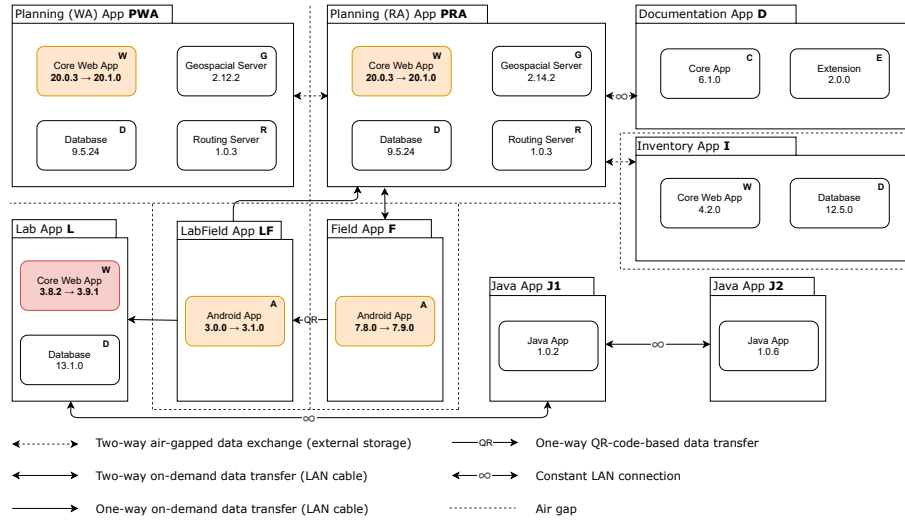 Planning (WA) App PWA
W
Core Web App
20.0.3 → 20.1.0
G
Geospacial Server
2.12.2
D
Database
9.5.24
R
Routing Server
1.0.3
Planning (RA) App PRA
W
Core Web App
20.0.3 → 20.1.0
G
Geospacial Server
2.14.2
D
Database
9.5.24
R
Routing Server
1.0.3
∞
Documentation App D
C
Core App
6.1.0
E
Extension
2.0.0
Inventory App I
W
Core Web App
4.2.0
D
Database
12.5.0
Lab App L
W
Core Web App
3.8.2 → 3.9.1
D
Database
13.1.0
LabField App LF
A
Android App
3.0.0 → 3.1.0
QR
Field App F
A
Android App
7.8.0 → 7.9.0
Java App J1
Java App
1.0.2
∞
Java App J2
Java App
1.0.6
∞
Two-way air-gapped data exchange (external storage)
QR
One-way QR-code-based data transfer
Two-way on-demand data transfer (LAN cable)
∞
Constant LAN connection
One-way on-demand data transfer (LAN cable)
Air gap